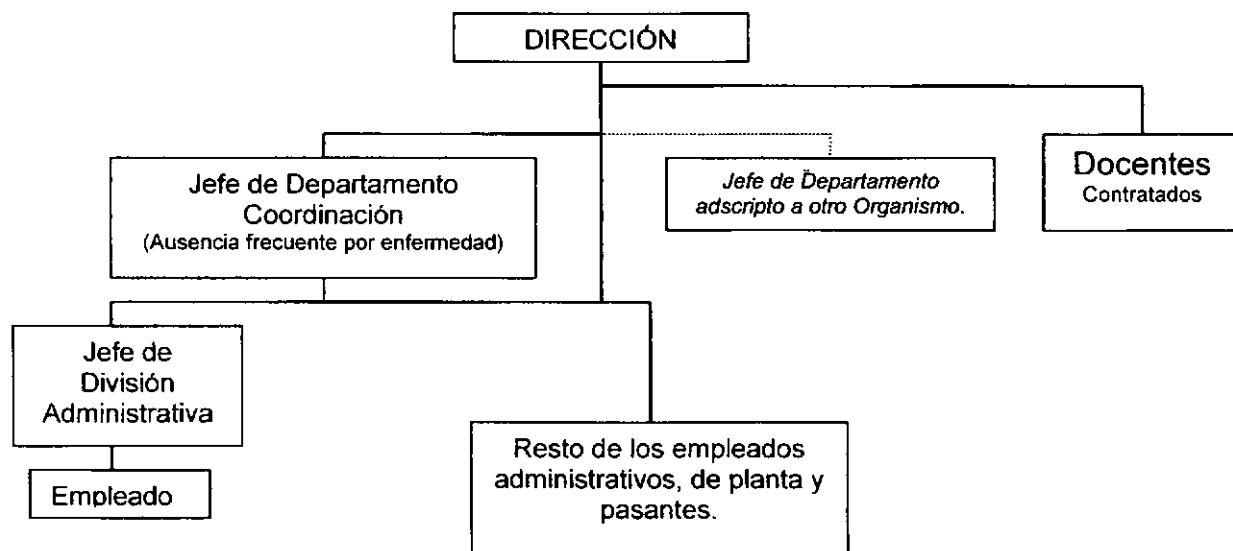 DIRECCIÓN
Jefe de Departamento
Coordinación
(Ausencia frecuente por enfermedad)
Jefe de Departamento
adscripto a otro Organismo.
Docentes
Contratados
Jefe de
División
Administrativa
Empleado
Resto de los empleados
administrativos, de planta y
pasantes.